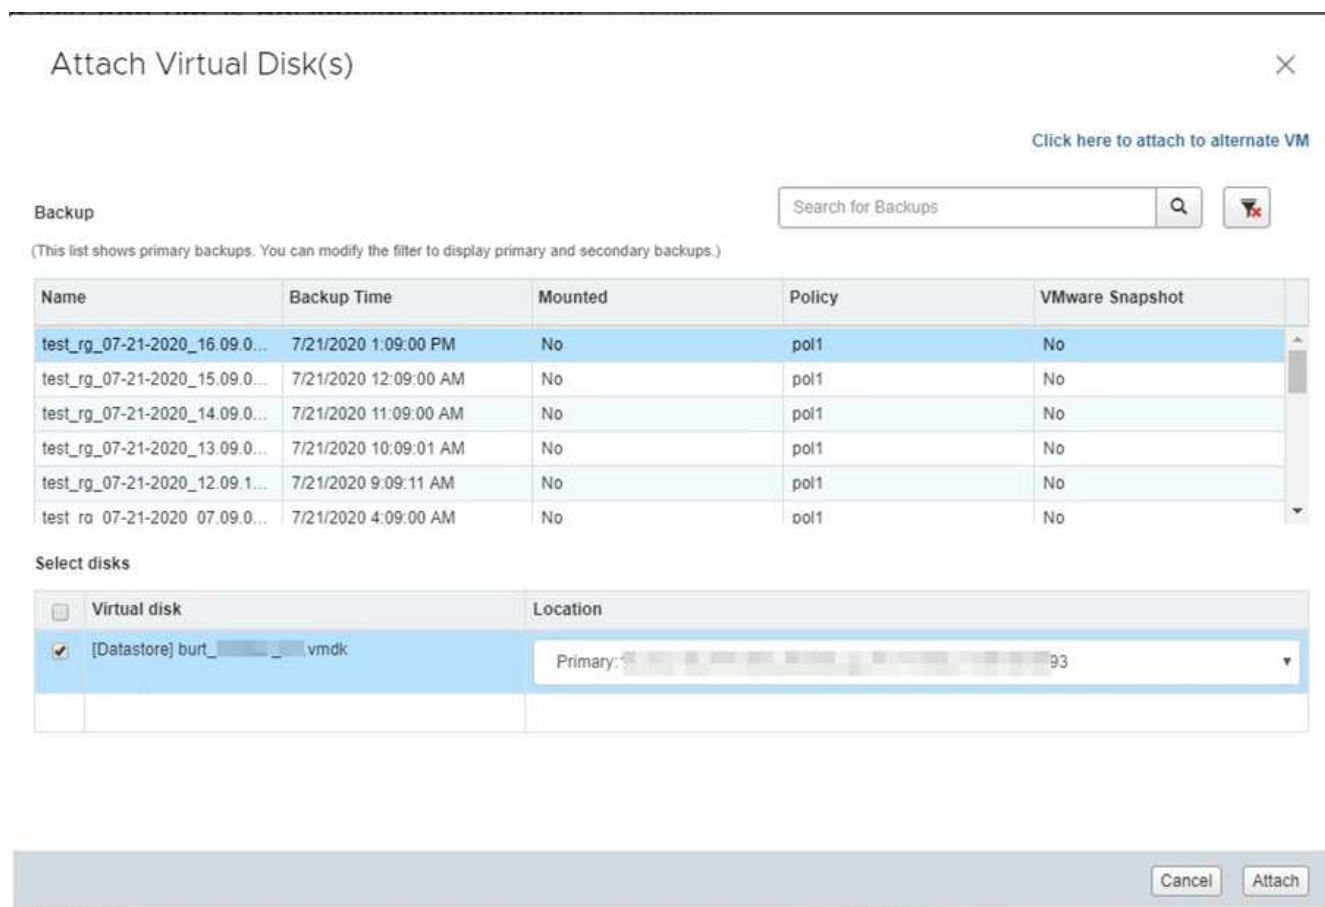 Attach Virtual Disk(s)
Click here to attach to alternate VM
Backup
Search for Backups
(This list shows primary backups. You can modify the filter to display primary and secondary backups.)
Name Backup Time Mounted Policy VMware Snapshot
test_rg_07-21-2020_16.09.0... 7/21/2020 1:09:00 PM No pol1 No
test_rg_07-21-2020_15.09.0... 7/21/2020 12:09:00 AM No pol1 No
test_rg_07-21-2020_14.09.0... 7/21/2020 11:09:00 AM No pol1 No
test_rg_07-21-2020_13.09.0... 7/21/2020 10:09:01 AM No pol1 No
test_rg_07-21-2020_12.09.1... 7/21/2020 9:09:11 AM No pol1 No
test_rg_07-21-2020_07.09.0... 7/21/2020 4:09:00 AM No pol1 No
Select disks
Virtual disk Location
[Datastore] burt_ _ .vmdk Primary: 93
Cancel Attach